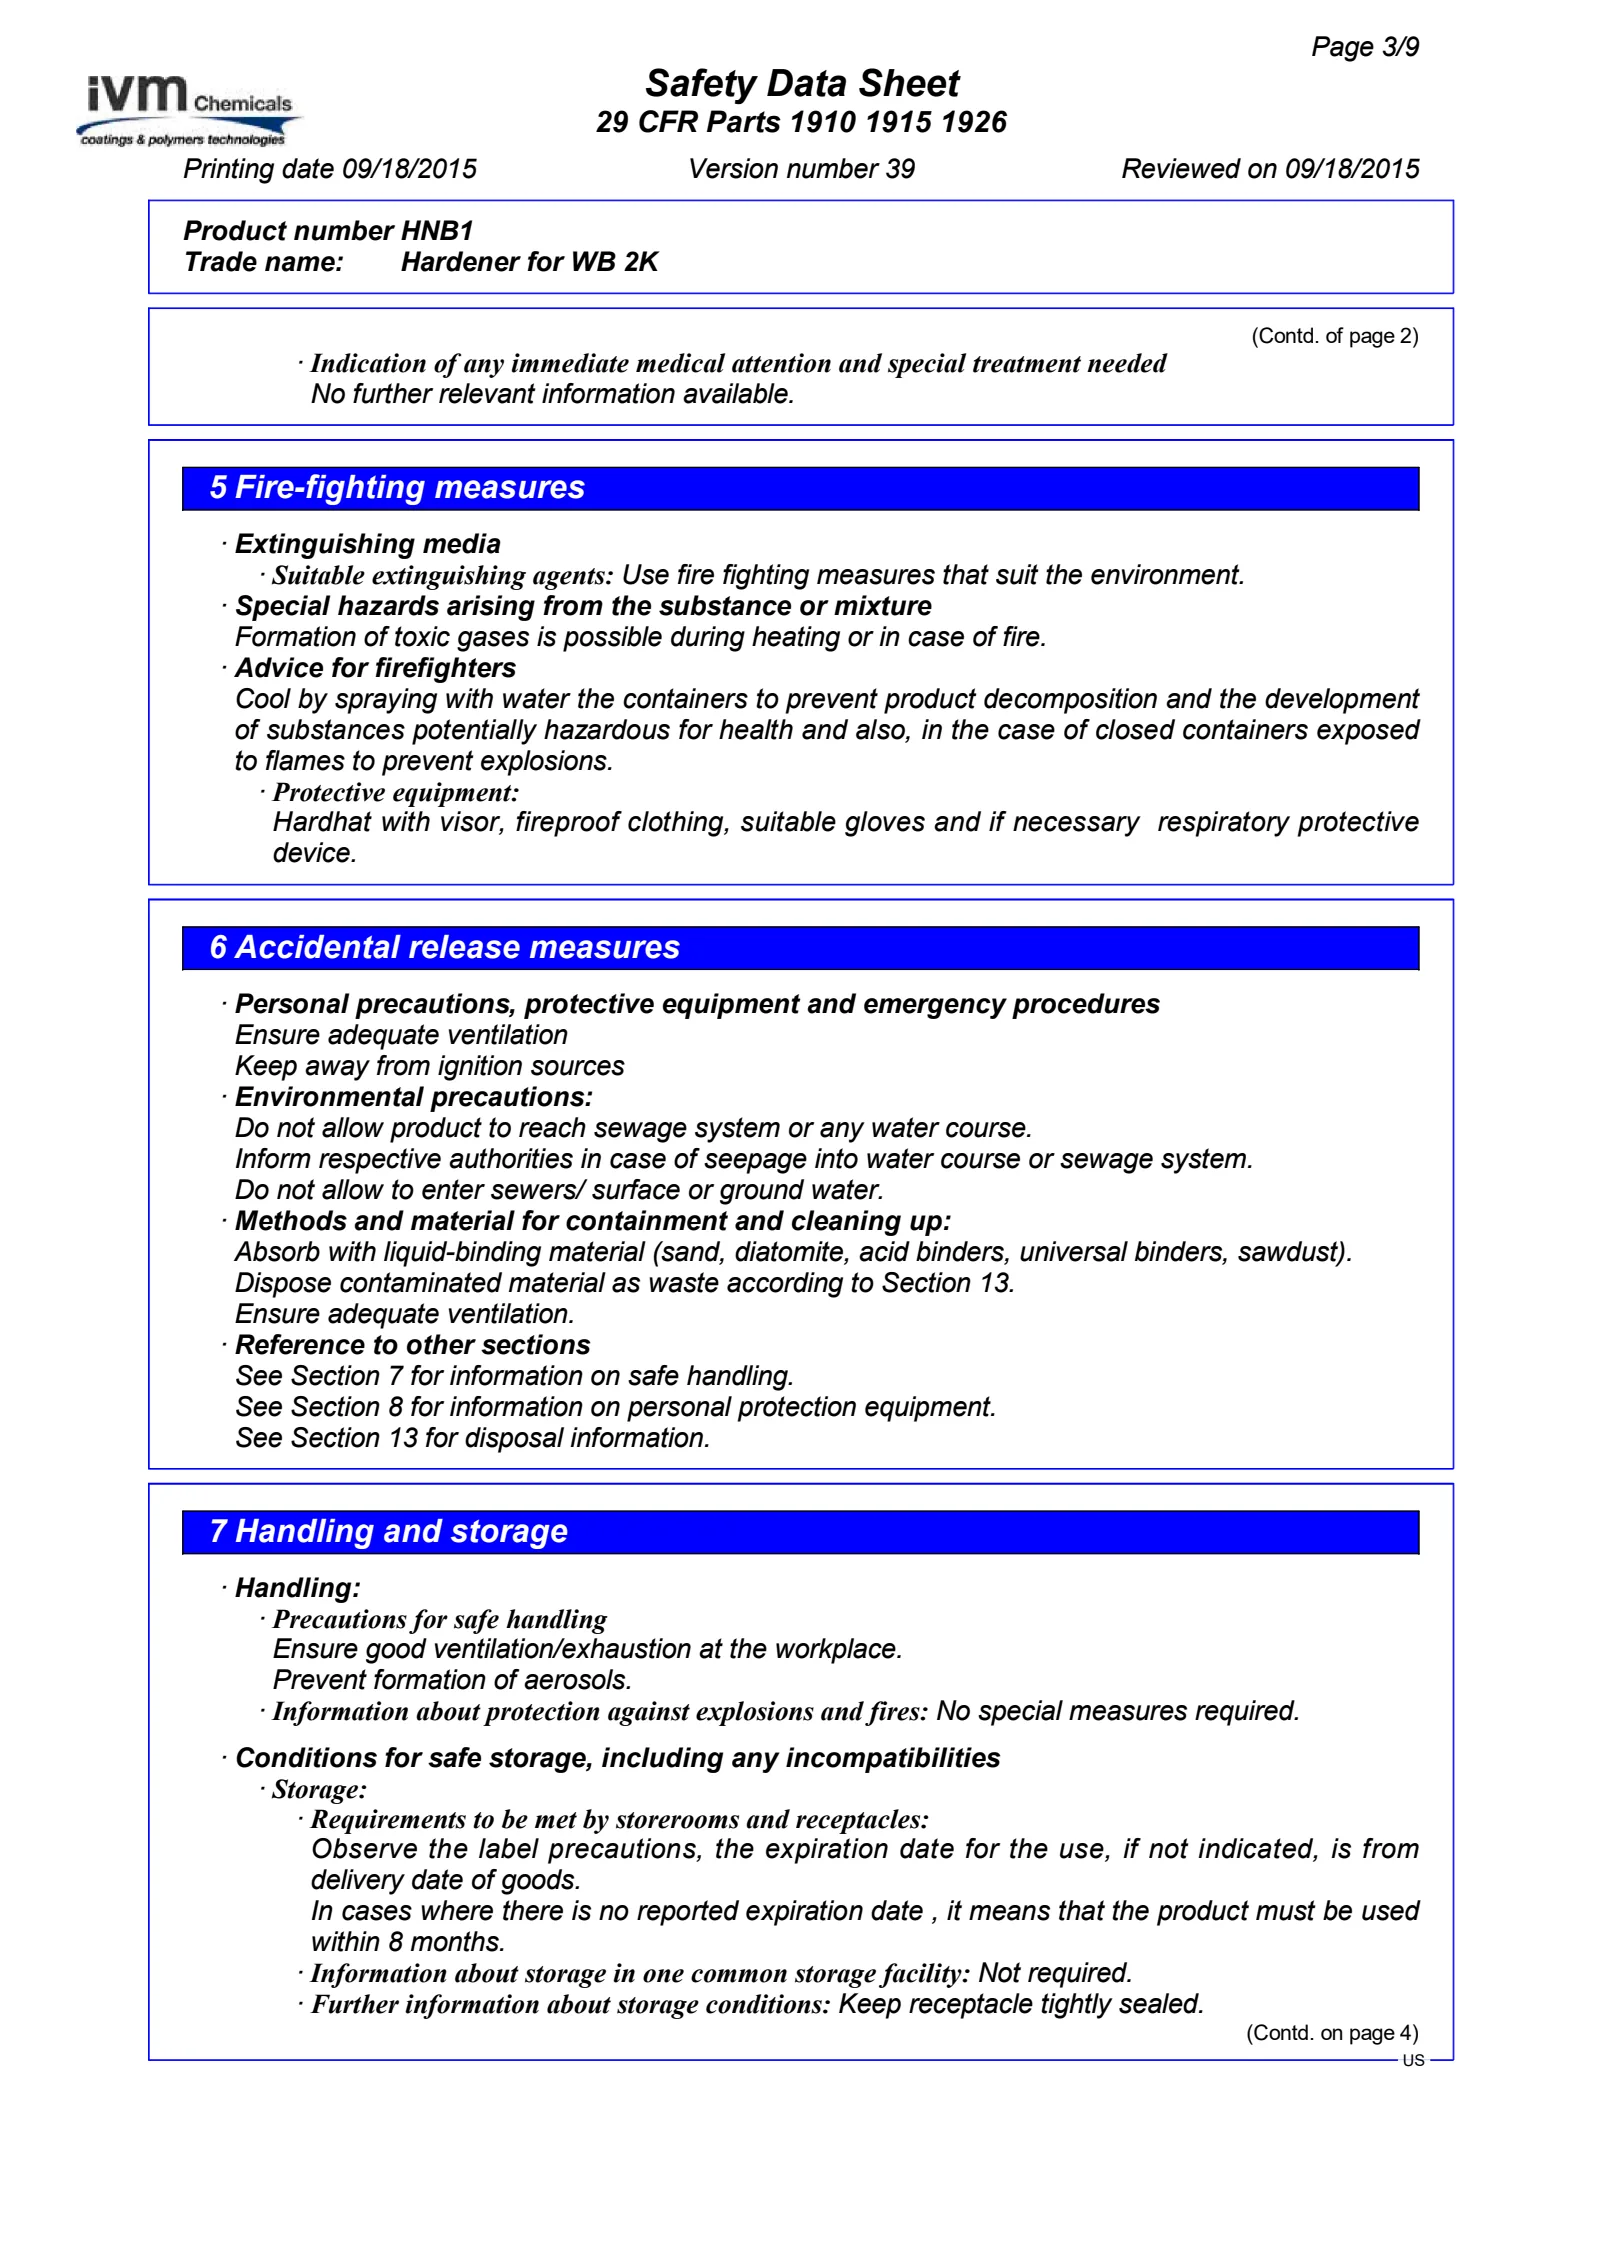 Page 3/9
ivm Chemicals
coatings & polymers technologies
Safety Data Sheet
29 CFR Parts 1910 1915 1926
Printing date 09/18/2015 Version number 39 Reviewed on 09/18/2015
Product number HNB1
Trade name: Hardener for WB 2K
(Contd. of page 2)
· Indication of any immediate medical attention and special treatment needed
No further relevant information available.
5 Fire-fighting measures
· Extinguishing media
· Suitable extinguishing agents: Use fire fighting measures that suit the environment.
· Special hazards arising from the substance or mixture
Formation of toxic gases is possible during heating or in case of fire.
· Advice for firefighters
Cool by spraying with water the containers to prevent product decomposition and the development
of substances potentially hazardous for health and also, in the case of closed containers exposed
to flames to prevent explosions.
· Protective equipment:
Hardhat with visor, fireproof clothing, suitable gloves and if necessary respiratory protective
device.
6 Accidental release measures
· Personal precautions, protective equipment and emergency procedures
Ensure adequate ventilation
Keep away from ignition sources
· Environmental precautions:
Do not allow product to reach sewage system or any water course.
Inform respective authorities in case of seepage into water course or sewage system.
Do not allow to enter sewers/ surface or ground water.
· Methods and material for containment and cleaning up:
Absorb with liquid-binding material (sand, diatomite, acid binders, universal binders, sawdust).
Dispose contaminated material as waste according to Section 13.
Ensure adequate ventilation.
· Reference to other sections
See Section 7 for information on safe handling.
See Section 8 for information on personal protection equipment.
See Section 13 for disposal information.
7 Handling and storage
· Handling:
· Precautions for safe handling
Ensure good ventilation/exhaustion at the workplace.
Prevent formation of aerosols.
· Information about protection against explosions and fires: No special measures required.
· Conditions for safe storage, including any incompatibilities
· Storage:
· Requirements to be met by storerooms and receptacles:
Observe the label precautions, the expiration date for the use, if not indicated, is from
delivery date of goods.
In cases where there is no reported expiration date , it means that the product must be used
within 8 months.
· Information about storage in one common storage facility: Not required.
· Further information about storage conditions: Keep receptacle tightly sealed.
(Contd. on page 4)
US